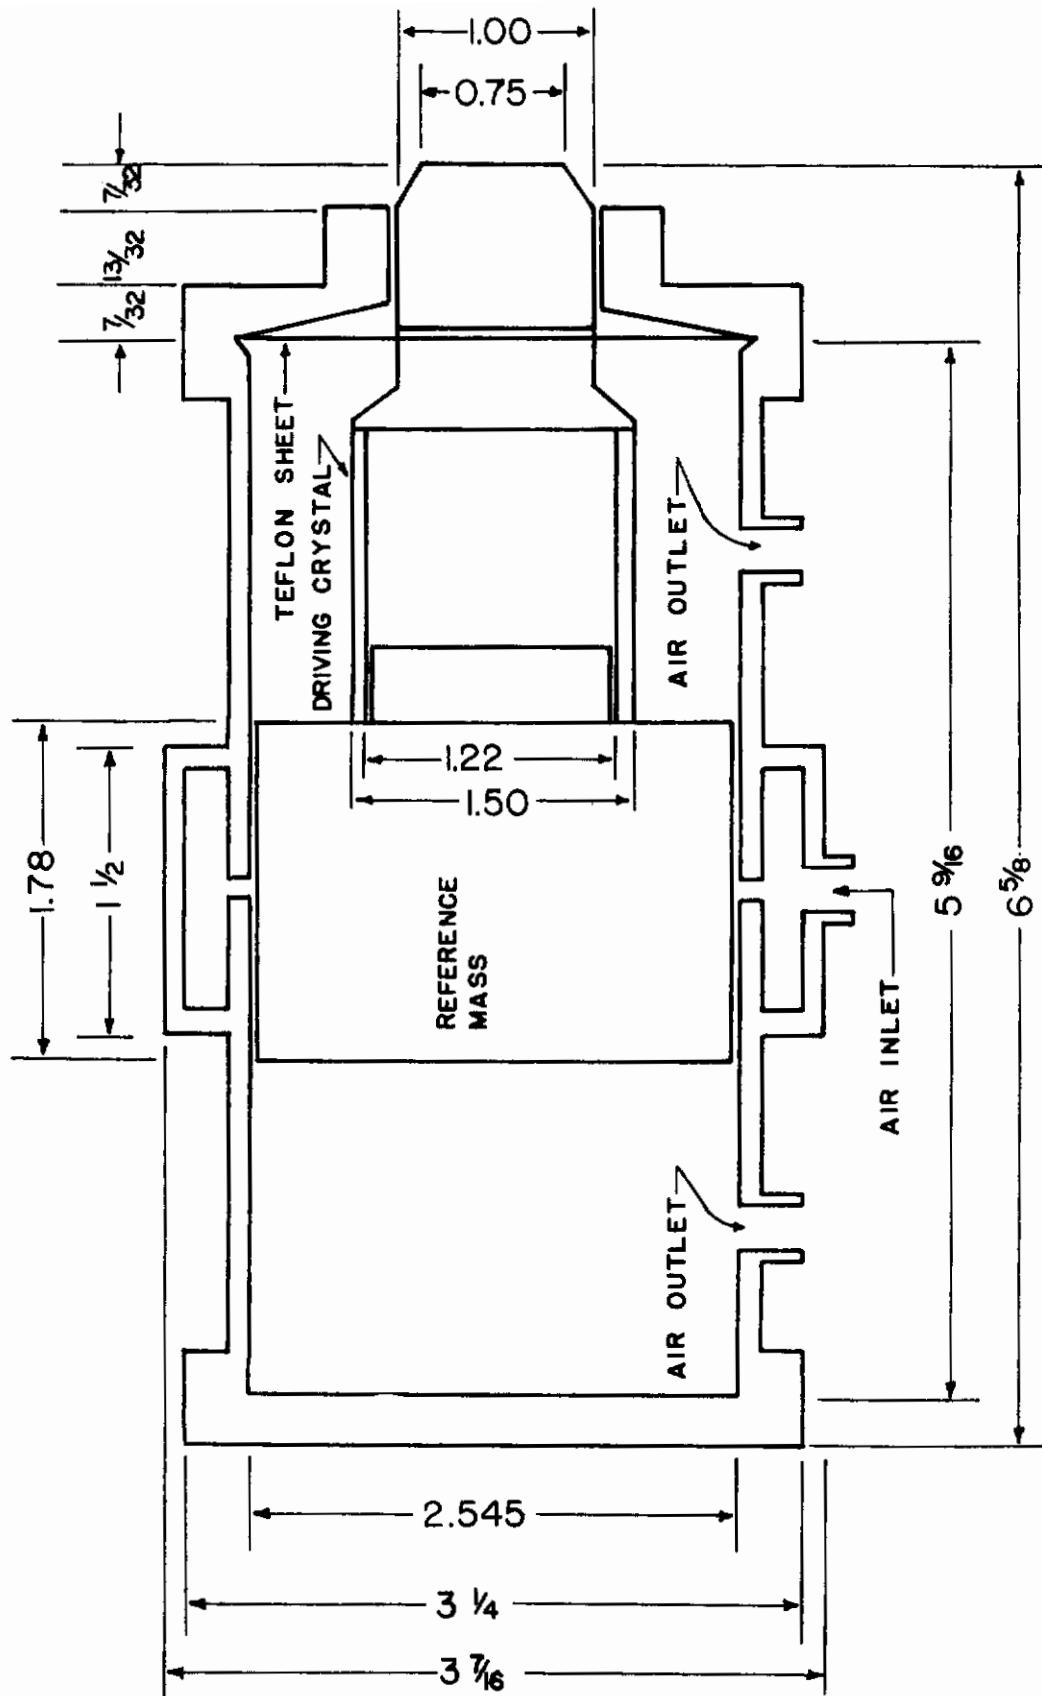 1.00
0.75
7/32
13/32
7/32
TEFLON SHEET
DRIVING CRYSTAL
AIR OUTLET
1.22
1.50
1.78
1 1/2
REFERENCE
MASS
5 9/16
6 5/8
AIR INLET
AIR OUTLET
2.545
3 1/4
3 7/16